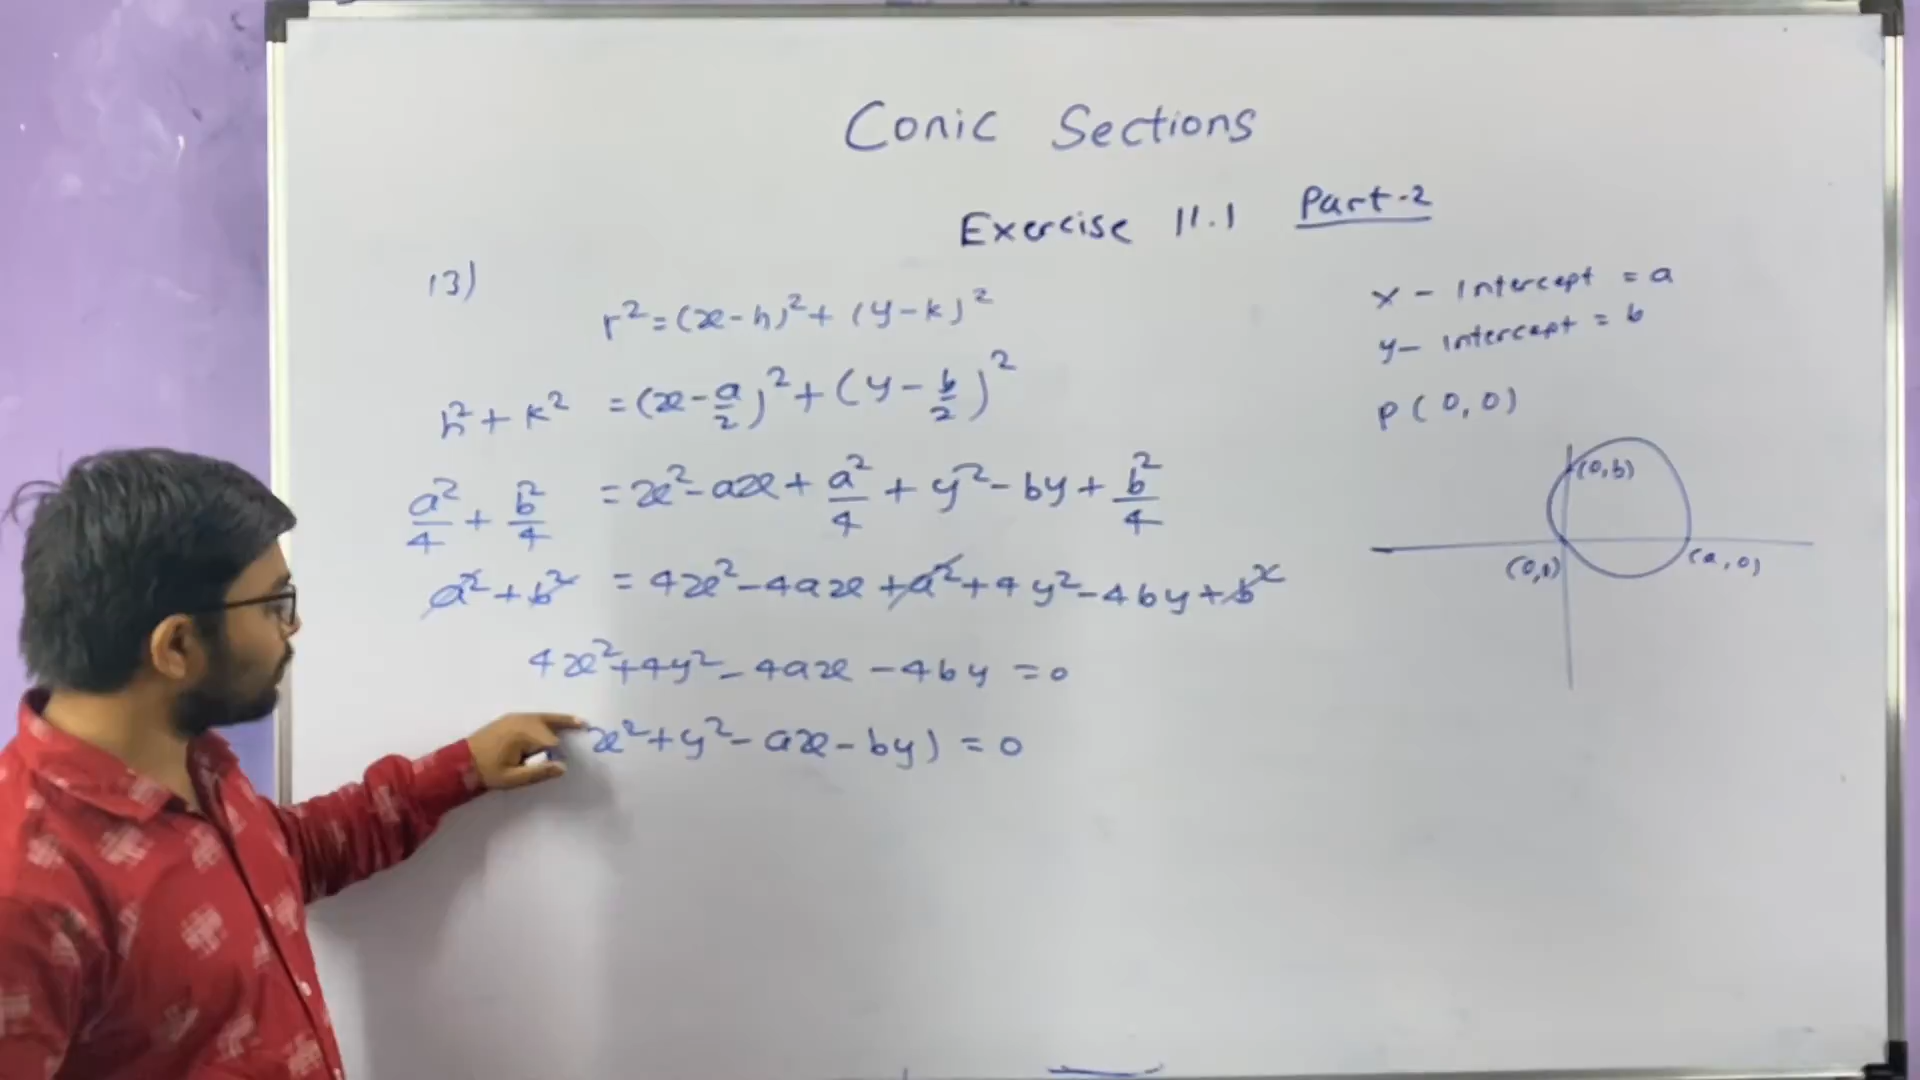 Conic Sections
Exercise 11.1 Part-2
13)
r² = (x-h)² + (y-k)²
h² + k² = (x - a/2)² + (y - b/2)²
a²/4 + b²/4 = x² - ax + a²/4 + y² - by + b²/4
a² + b² = 4x² - 4ax + a² + 4y² - 4by + b²
4x² + 4y² - 4ax - 4by = 0
x² + y² - ax - by) = 0
x - Intercept = a
y - Intercept = b
P(0,0)
(0,b)
(a,0)